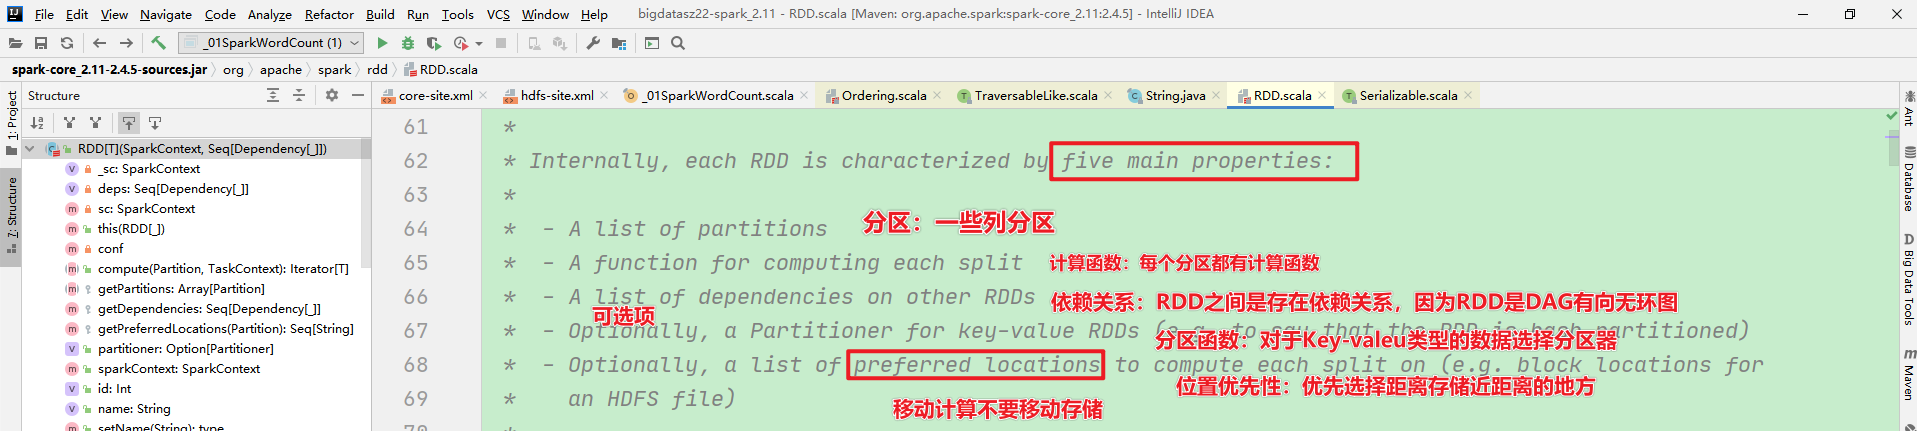 File Edit View Navigate Code Analyze Refactor Build Run Tools VCS Window Help bigdatasz22-spark_2.11 - RDD.scala [Maven: org.apache.spark:spark-core_2.11:2.4.5] - IntelliJ IDEA
_01SparkWordCount (1)
spark-core_2.11-2.4.5-sources.jar org apache spark rdd RDD.scala
Structure
core-site.xml hdfs-site.xml _01SparkWordCount.scala Ordering.scala TraversableLike.scala String.java RDD.scala Serializable.scala
1: Project
7: Structure
RDD[T](SparkContext, Seq[Dependency[_]])
_sc: SparkContext
deps: Seq[Dependency[_]]
sc: SparkContext
this(RDD[_])
conf
compute(Partition, TaskContext): Iterator[T]
getPartitions: Array[Partition]
getDependencies: Seq[Dependency[_]]
getPreferredLocations(Partition): Seq[String]
partitioner: Option[Partitioner]
sparkContext: SparkContext
id: Int
name: String
setName(String): type
61 *
62 * Internally, each RDD is characterized by five main properties:
63 *
64 * - A list of partitions
分区：一些列分区
65 * - A function for computing each split
计算函数：每个分区都有计算函数
66 * - A list of dependencies on other RDDs
依赖关系：RDD之间是存在依赖关系，因为RDD是DAG有向无环图
可选项
67 * - Optionally, a Partitioner for key-value RDDs (e.g. to say that the RDD is hash-partitioned)
分区函数：对于Key-valeu类型的数据选择分区器
68 * - Optionally, a list of preferred locations to compute each split on (e.g. block locations for
位置优先性：优先选择距离存储近距离的地方
69 * an HDFS file)
移动计算不要移动存储
70 *
Ant
Database
Big Data Tools
Maven